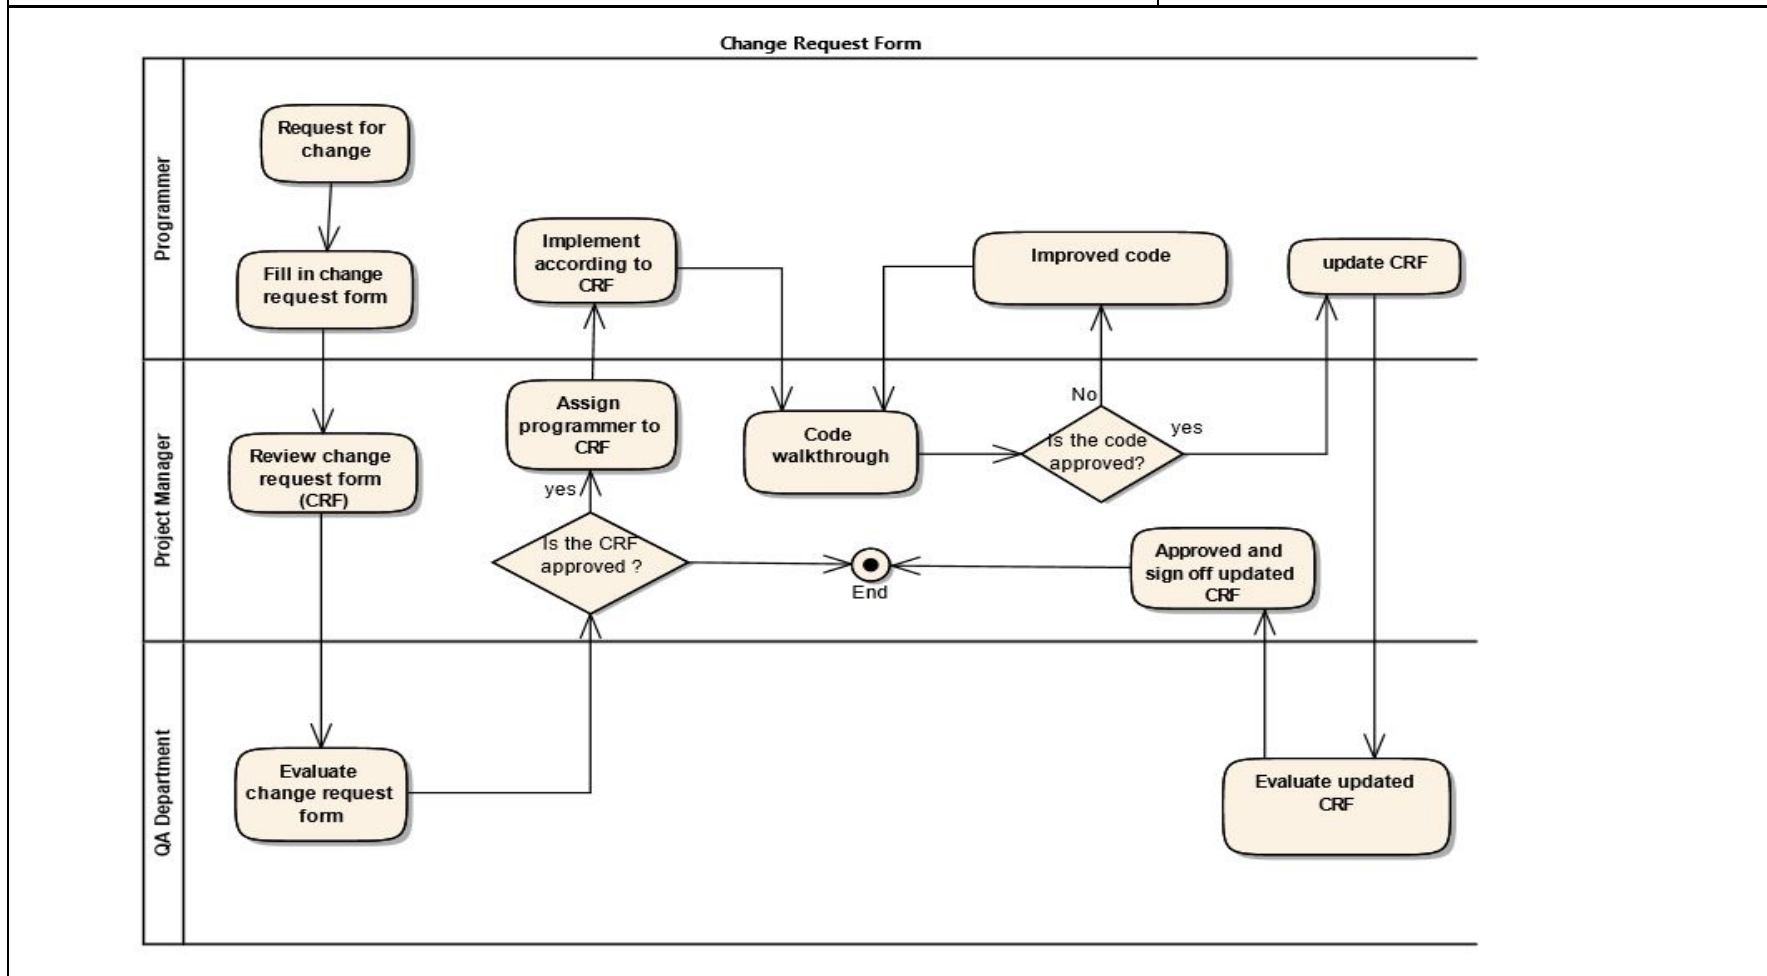 Change Request Form
Programmer
Request for
change
Fill in change
request form
Implement
according to
CRF
Improved code
update CRF
Project Manager
Review change
request form
(CRF)
Assign
programmer to
CRF
yes
Is the CRF
approved ?
Code
walkthrough
No
Is the code
approved?
yes
End
Approved and
sign off updated
CRF
QA Department
Evaluate
change request
form
Evaluate updated
CRF